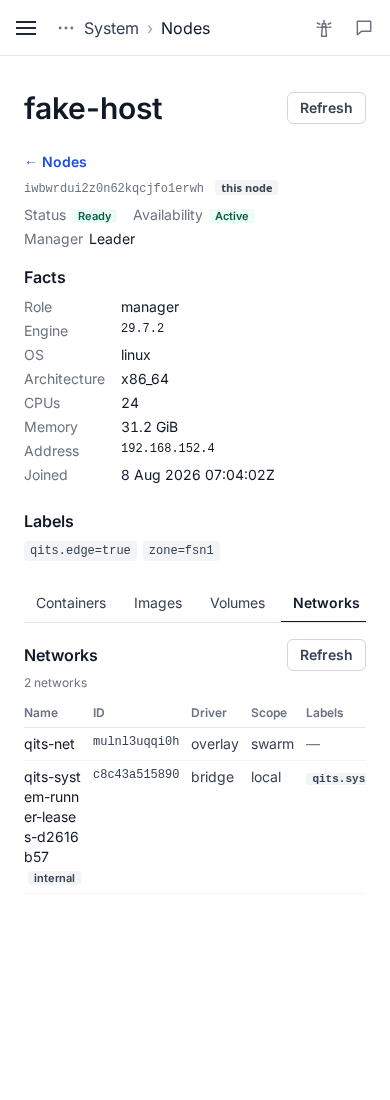 ··· System › Nodes
fake-host
Refresh
← Nodes
iwbwrdui2z0n62kqcjfo1erwh this node
Status Ready Availability Active
Manager Leader
Facts
Role manager
Engine 29.7.2
OS linux
Architecture x86_64
CPUs 24
Memory 31.2 GiB
Address 192.168.152.4
Joined 8 Aug 2026 07:04:02Z
Labels
qits.edge=true zone=fsn1
Containers Images Volumes Networks
Networks
Refresh
2 networks
Name ID Driver Scope Labels
qits-net mulnl3uqqi0h overlay swarm —
qits-syst c8c43a515890 bridge local qits.sys
em-runn
er-lease
s-d2616
b57
internal